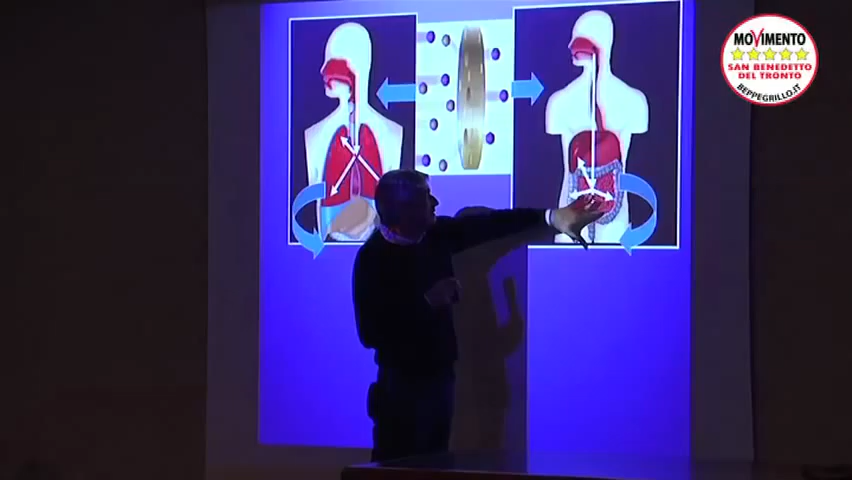 MOVIMENTO
SAN BENEDETTO
DEL TRONTO
BEPPEGRILLO.IT